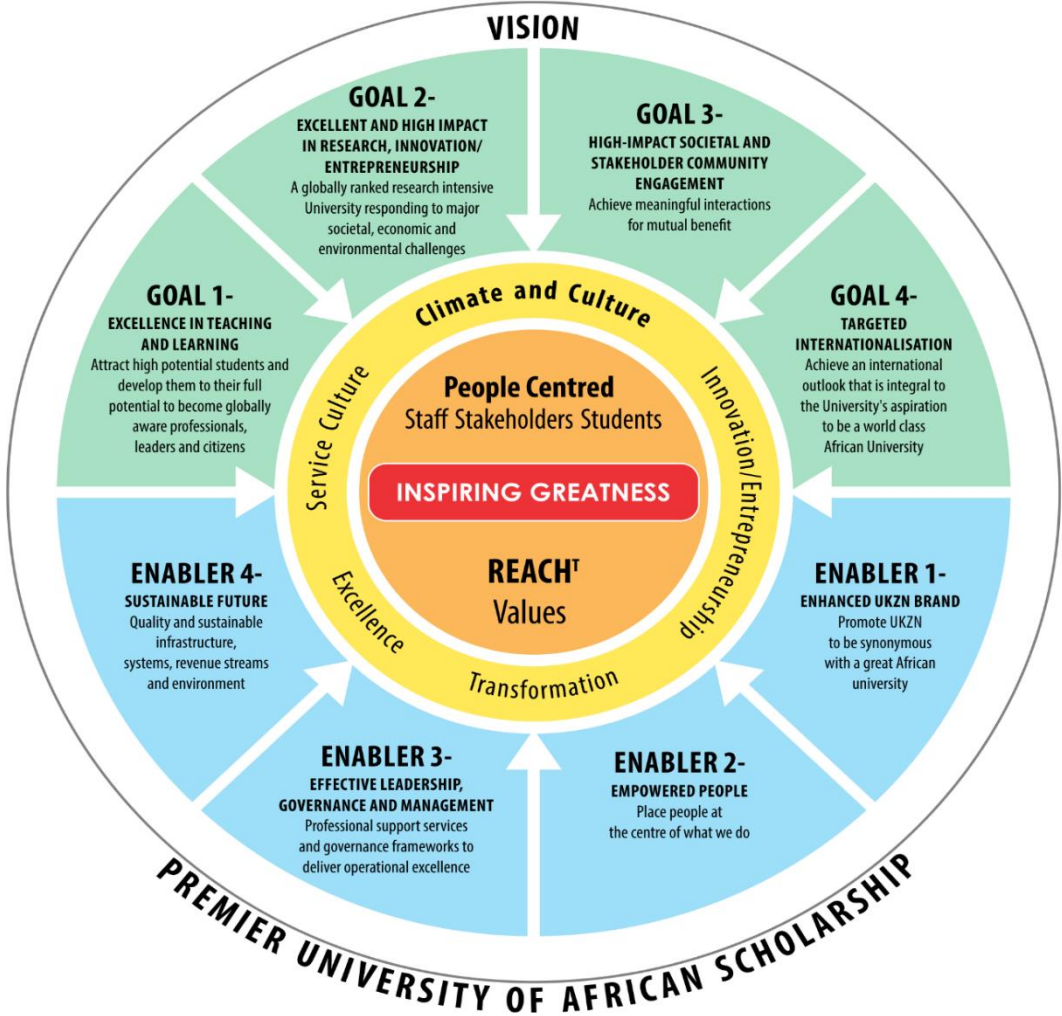 VISION
GOAL 1-
EXCELLENCE IN TEACHING
AND LEARNING
Attract high potential students and
develop them to their full
potential to become globally
aware professionals,
leaders and citizens
GOAL 2-
EXCELLENT AND HIGH IMPACT
IN RESEARCH, INNOVATION/
ENTREPRENEURSHIP
A globally ranked research intensive
University responding to major
societal, economic and
environmental challenges
GOAL 3-
HIGH-IMPACT SOCIETAL AND
STAKEHOLDER COMMUNITY
ENGAGEMENT
Achieve meaningful interactions
for mutual benefit
GOAL 4-
TARGETED
INTERNATIONALISATION
Achieve an international
outlook that is integral to
the University's aspiration
to be a world class
African University
ENABLER 1-
ENHANCED UKZN BRAND
Promote UKZN
to be synonymous
with a great African
university
ENABLER 2-
EMPOWERED PEOPLE
Place people at
the centre of what we do
ENABLER 3-
EFFECTIVE LEADERSHIP,
GOVERNANCE AND MANAGEMENT
Professional support services
and governance frameworks to
deliver operational excellence
ENABLER 4-
SUSTAINABLE FUTURE
Quality and sustainable
infrastructure,
systems, revenue streams
and environment
Climate and Culture
Innovation/Entrepreneurship
Transformation
Excellence
Service Culture
People Centred
Staff Stakeholders Students
INSPIRING GREATNESS
REACHᵀ
Values
PREMIER UNIVERSITY OF AFRICAN SCHOLARSHIP